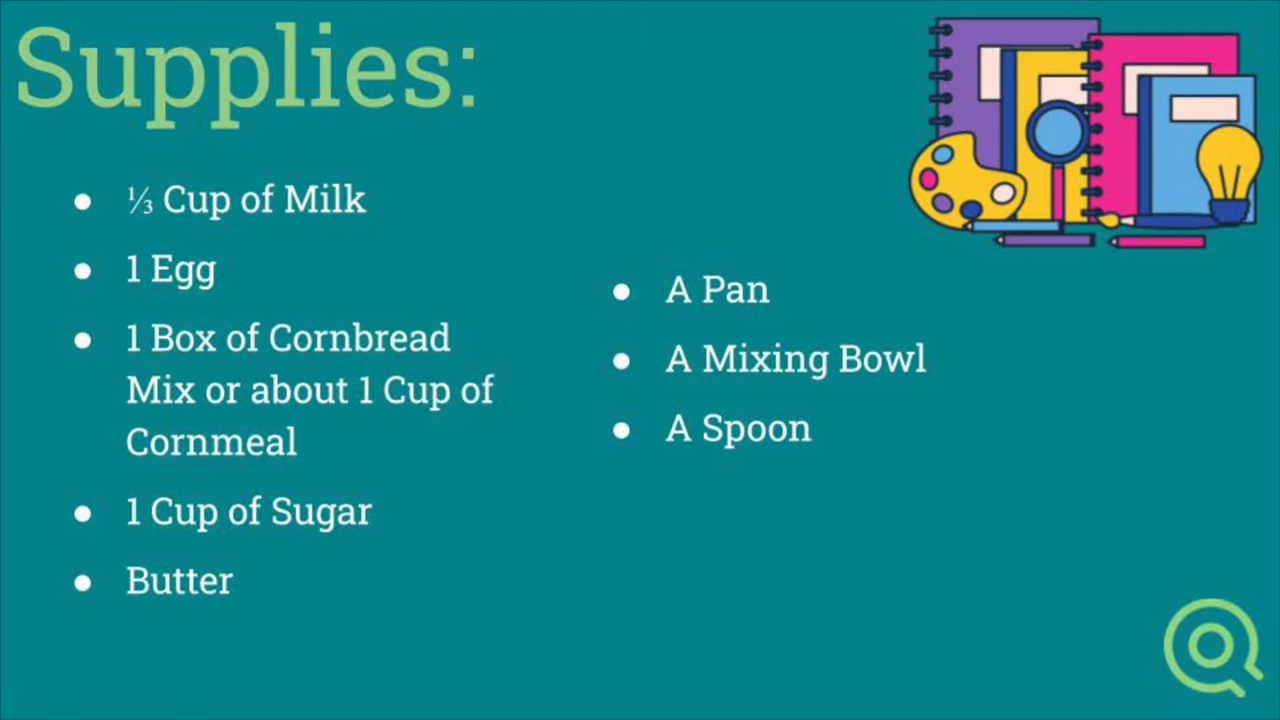 Supplies:
● ⅓ Cup of Milk
● 1 Egg
● 1 Box of Cornbread
Mix or about 1 Cup of
Cornmeal
● 1 Cup of Sugar
● Butter
● A Pan
● A Mixing Bowl
● A Spoon